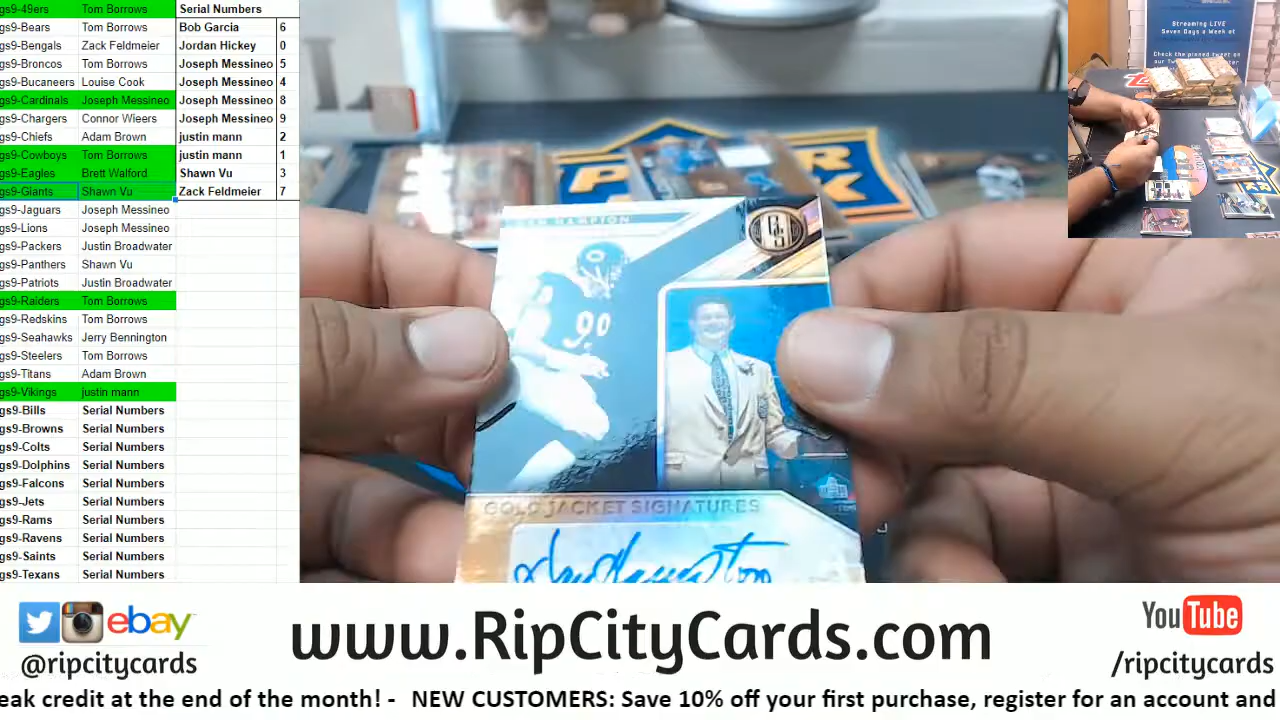 gs9-49ers Tom Borrows Serial Numbers
gs9-Bears Tom Borrows Bob Garcia 6
gs9-Bengals Zack Feldmeier Jordan Hickey 0
gs9-Broncos Tom Borrows Joseph Messineo 5
gs9-Bucaneers Louise Cook Joseph Messineo 4
gs9-Cardinals Joseph Messineo Joseph Messineo 8
gs9-Chargers Connor Wieers Joseph Messineo 9
gs9-Chiefs Adam Brown justin mann 2
gs9-Cowboys Tom Borrows justin mann 1
gs9-Eagles Brett Walford Shawn Vu 3
gs9-Giants Shawn Vu Zack Feldmeier 7
gs9-Jaguars Joseph Messineo
gs9-Lions Joseph Messineo
gs9-Packers Justin Broadwater
gs9-Panthers Shawn Vu
gs9-Patriots Justin Broadwater
gs9-Raiders Tom Borrows
gs9-Redskins Tom Borrows
gs9-Seahawks Jerry Bennington
gs9-Steelers Tom Borrows
gs9-Titans Adam Brown
gs9-Vikings justin mann
gs9-Bills Serial Numbers
gs9-Browns Serial Numbers
gs9-Colts Serial Numbers
gs9-Dolphins Serial Numbers
gs9-Falcons Serial Numbers
gs9-Jets Serial Numbers
gs9-Rams Serial Numbers
gs9-Ravens Serial Numbers
gs9-Saints Serial Numbers
gs9-Texans Serial Numbers
Streaming LIVE
Seven Days a Week at
Check the pinned tweet on
HAMPTON
GS
90
GOLD JACKET SIGNATURES
Dan Hampton
ebay
@ripcitycards
www.RipCityCards.com
YouTube
/ripcitycards
eak credit at the end of the month! - NEW CUSTOMERS: Save 10% off your first purchase, register for an account and